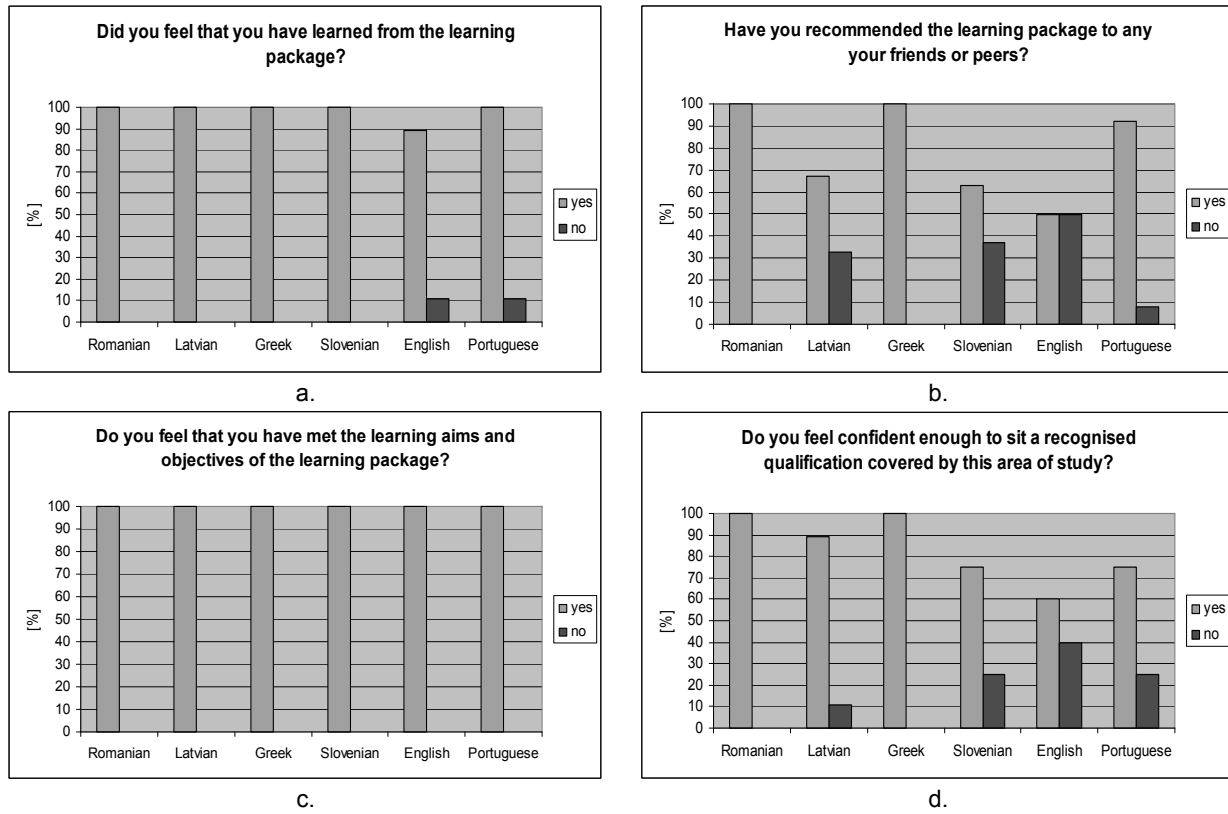 Did you feel that you have learned from the learning
package?
100
90
80
70
60
50
40
30
20
10
0
[%]
Romanian Latvian Greek Slovenian English Portuguese
yes
no
a.
Have you recommended the learning package to any
your friends or peers?
100
90
80
70
60
50
40
30
20
10
0
[%]
Romanian Latvian Greek Slovenian English Portuguese
yes
no
b.
Do you feel that you have met the learning aims and
objectives of the learning package?
100
90
80
70
60
50
40
30
20
10
0
[%]
Romanian Latvian Greek Slovenian English Portuguese
yes
no
c.
Do you feel confident enough to sit a recognised
qualification covered by this area of study?
100
90
80
70
60
50
40
30
20
10
0
[%]
Romanian Latvian Greek Slovenian English Portuguese
yes
no
d.